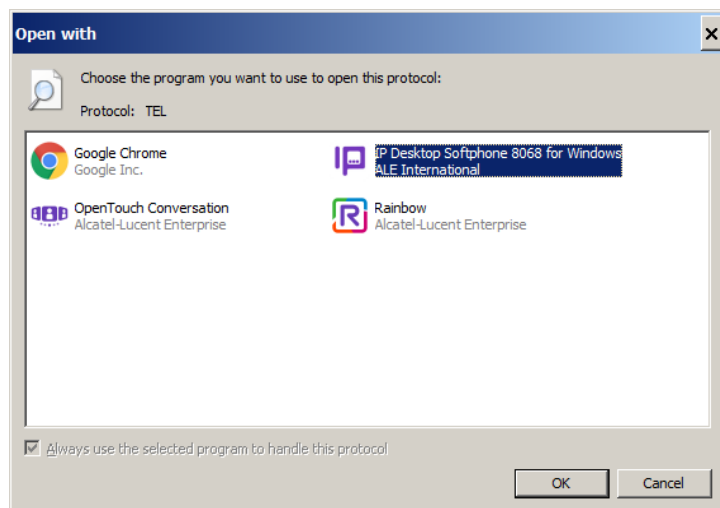 Open with
Choose the program you want to use to open this protocol:
Protocol: TEL
Google Chrome
Google Inc.
IP Desktop Softphone 8068 for Windows
ALE International
OpenTouch Conversation
Alcatel-Lucent Enterprise
Rainbow
Alcatel-Lucent Enterprise
Always use the selected program to handle this protocol
OK
Cancel